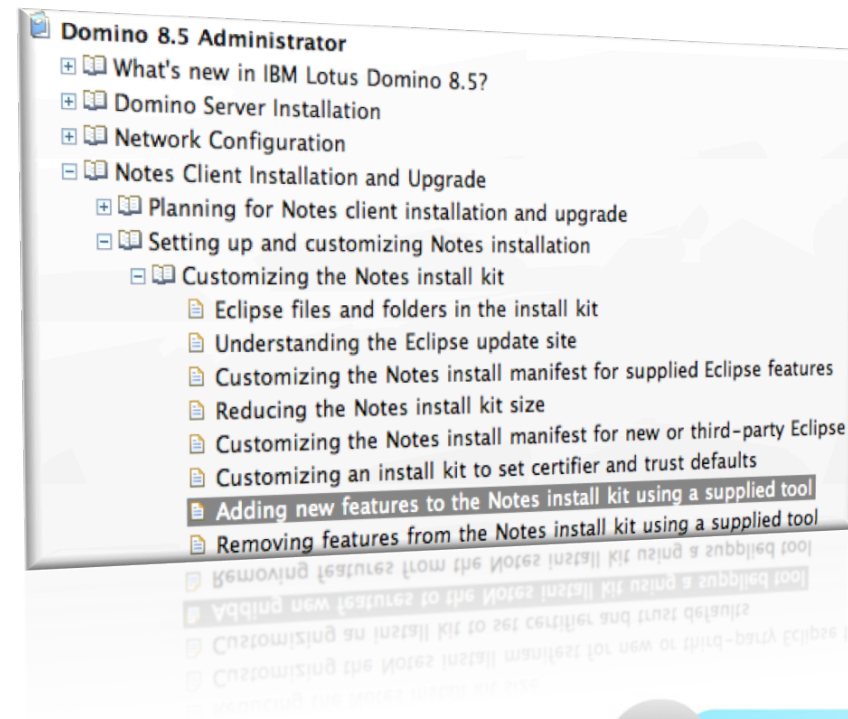 Domino 8.5 Administrator
What's new in IBM Lotus Domino 8.5?
Domino Server Installation
Network Configuration
Notes Client Installation and Upgrade
Planning for Notes client installation and upgrade
Setting up and customizing Notes installation
Customizing the Notes install kit
Eclipse files and folders in the install kit
Understanding the Eclipse update site
Customizing the Notes install manifest for supplied Eclipse features
Reducing the Notes install kit size
Customizing the Notes install manifest for new or third-party Eclipse
Customizing an install kit to set certifier and trust defaults
Adding new features to the Notes install kit using a supplied tool
Removing features from the Notes install kit using a supplied tool